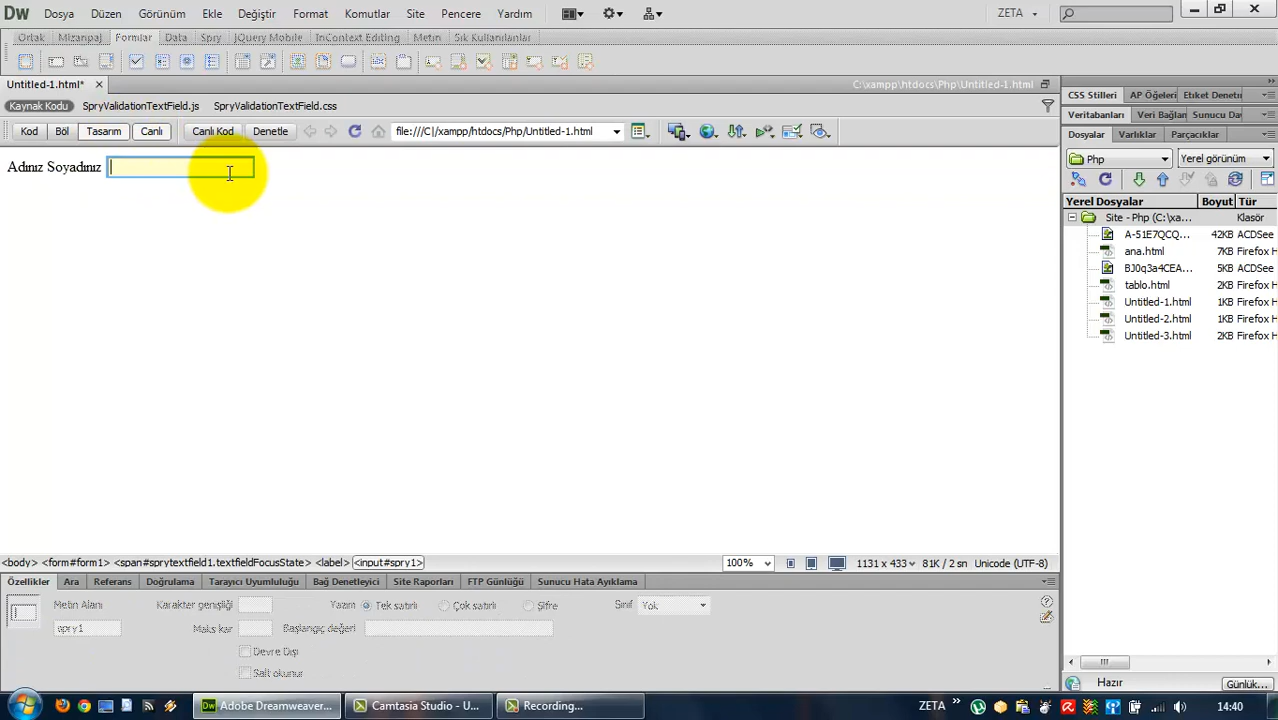 Dw Dosya Düzen Görünüm Ekle Değiştir Format Komutlar Site Pencere Yardım ZETA
Ortak Mizanpaj Formlar Data Spry jQuery Mobile InContext Editing Metin Sık Kullanılanlar
Untitled-1.html* C:\xampp\htdocs\Php\Untitled-1.html
Kaynak Kodu SpryValidationTextField.js SpryValidationTextField.css
Kod Böl Tasarım Canlı Canlı Kod Denetle file:///C|/xampp/htdocs/Php/Untitled-1.html
Adınız Soyadınız
CSS Stilleri AP Öğeleri Etiket Denetim
Veritabanları Veri Bağlan Sunucu Da
Dosyalar Varlıklar Parçacıklar
Php Yerel görünüm
Yerel Dosyalar Boyut Tür
Site - Php (C:\xa... Klasör
A-51E7QCQ... 42KB ACDSee
ana.html 7KB Firefox H
BJ0q3a4CEA... 5KB ACDSee
tablo.html 2KB Firefox H
Untitled-1.html 1KB Firefox H
Untitled-2.html 1KB Firefox H
Untitled-3.html 2KB Firefox H
<body> <form#form1> <span#sprytextfield1.textfieldFocusState> <label> <input#spry1> 100% 1131 x 433 81K / 2 sn Unicode (UTF-8)
Özellikler Ara Referans Doğrulama Tarayıcı Uyumluluğu Bağ Denetleyici Site Raporları FTP Günlüğü Sunucu Hata Ayıklama
Metin Alanı Karakter genişliği Yazım Tek satırlı Çok satırlı Şifre Sınıf Yok
spry1 Maks kar Başlangıç değeri
Devre Dışı
Salt okunur
Hazır Günlük...
Dw Adobe Dreamweaver... Camtasia Studio - U... Recording... ZETA 14:40